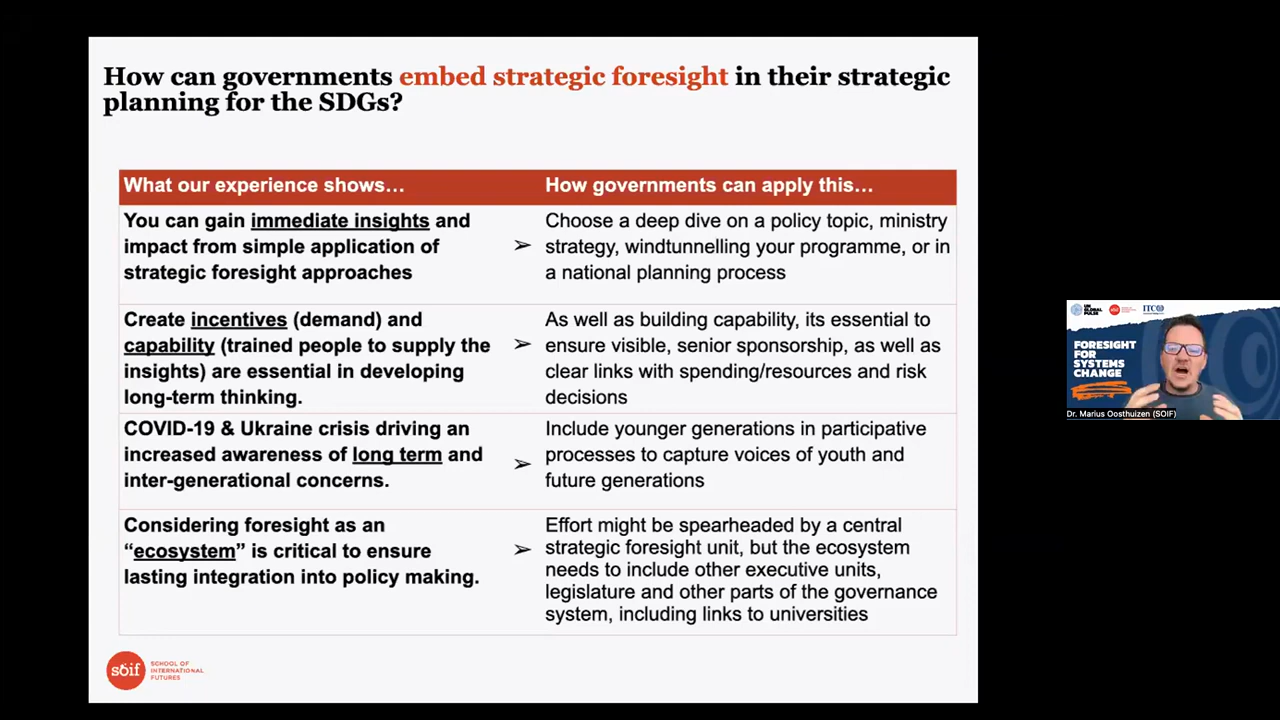 How can governments embed strategic foresight in their strategic
planning for the SDGs?
What our experience shows…
How governments can apply this…
You can gain immediate insights and
impact from simple application of
strategic foresight approaches
➢
Choose a deep dive on a policy topic, ministry
strategy, windtunnelling your programme, or in
a national planning process
Create incentives (demand) and
capability (trained people to supply the
insights) are essential in developing
long-term thinking.
➢
As well as building capability, its essential to
ensure visible, senior sponsorship, as well as
clear links with spending/resources and risk
decisions
COVID-19 & Ukraine crisis driving an
increased awareness of long term and
inter-generational concerns.
➢
Include younger generations in participative
processes to capture voices of youth and
future generations
Considering foresight as an
“ecosystem” is critical to ensure
lasting integration into policy making.
➢
Effort might be spearheaded by a central
strategic foresight unit, but the ecosystem
needs to include other executive units,
legislature and other parts of the governance
system, including links to universities
soif
SCHOOL OF
INTERNATIONAL
FUTURES
UN
GLOBAL
PULSE
soif
FORESIGHT
FOR
SYSTEMS
CHANGE
Dr. Marius Oosthuizen (SOIF)